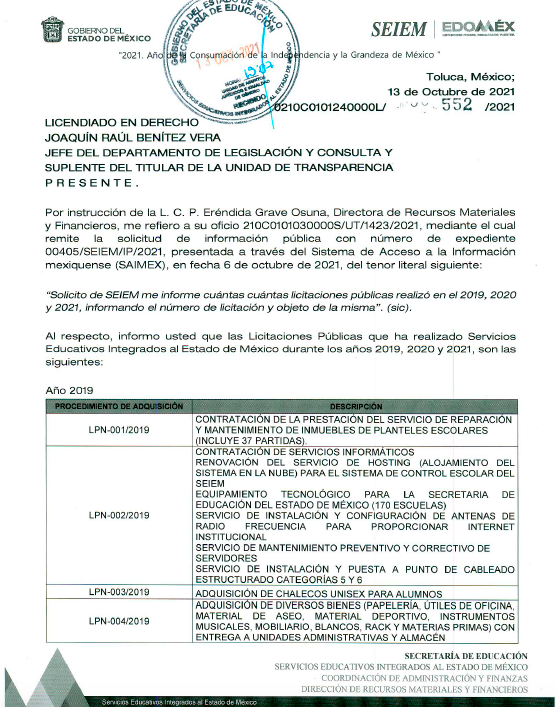 GOBIERNO DEL
ESTADO DE MÉXICO
SECRETARÍA DE EDUCACIÓN
SEIEM | EDOMÉX
"2021. Año de la Consumación de la Independencia y la Grandeza de México "
Toluca, México;
13 de Octubre de 2021
0210C0101240000L/ 552 /2021
LICENCIADO EN DERECHO
JOAQUÍN RAÚL BENÍTEZ VERA
JEFE DEL DEPARTAMENTO DE LEGISLACIÓN Y CONSULTA Y
SUPLENTE DEL TITULAR DE LA UNIDAD DE TRANSPARENCIA
P R E S E N T E .
Por instrucción de la L. C. P. Eréndida Grave Osuna, Directora de Recursos Materiales
y Financieros, me refiero a su oficio 210C0101030000S/UT/1423/2021, mediante el cual
remite la solicitud de información pública con número de expediente
00405/SEIEM/IP/2021, presentada a través del Sistema de Acceso a la Información
mexiquense (SAIMEX), en fecha 6 de octubre de 2021, del tenor literal siguiente:
"Solicito de SEIEM me informe cuántas cuántas licitaciones públicas realizó en el 2019, 2020
y 2021, informando el número de licitación y objeto de la misma". (sic).
Al respecto, informo usted que las Licitaciones Públicas que ha realizado Servicios
Educativos Integrados al Estado de México durante los años 2019, 2020 y 2021, son las
siguientes:
Año 2019
PROCEDIMIENTO DE ADQUISICIÓN DESCRIPCIÓN
LPN-001/2019
CONTRATACIÓN DE LA PRESTACIÓN DEL SERVICIO DE REPARACIÓN
Y MANTENIMIENTO DE INMUEBLES DE PLANTELES ESCOLARES
(INCLUYE 37 PARTIDAS).
LPN-002/2019
CONTRATACIÓN DE SERVICIOS INFORMÁTICOS
RENOVACIÓN DEL SERVICIO DE HOSTING (ALOJAMIENTO DEL
SISTEMA EN LA NUBE) PARA EL SISTEMA DE CONTROL ESCOLAR DEL
SEIEM
EQUIPAMIENTO TECNOLÓGICO PARA LA SECRETARIA DE
EDUCACIÓN DEL ESTADO DE MÉXICO (170 ESCUELAS)
SERVICIO DE INSTALACIÓN Y CONFIGURACIÓN DE ANTENAS DE
RADIO FRECUENCIA PARA PROPORCIONAR INTERNET
INSTITUCIONAL
SERVICIO DE MANTENIMIENTO PREVENTIVO Y CORRECTIVO DE
SERVIDORES
SERVICIO DE INSTALACIÓN Y PUESTA A PUNTO DE CABLEADO
ESTRUCTURADO CATEGORÍAS 5 Y 6
LPN-003/2019 ADQUISICIÓN DE CHALECOS UNISEX PARA ALUMNOS
LPN-004/2019
ADQUISICIÓN DE DIVERSOS BIENES (PAPELERÍA, ÚTILES DE OFICINA,
MATERIAL DE ASEO, MATERIAL DEPORTIVO, INSTRUMENTOS
MUSICALES, MOBILIARIO, BLANCOS, RACK Y MATERIAS PRIMAS) CON
ENTREGA A UNIDADES ADMINISTRATIVAS Y ALMACÉN
SECRETARÍA DE EDUCACIÓN
SERVICIOS EDUCATIVOS INTEGRADOS AL ESTADO DE MÉXICO
COORDINACIÓN DE ADMINISTRACIÓN Y FINANZAS
DIRECCIÓN DE RECURSOS MATERIALES Y FINANCIEROS
Servicios Educativos Integrados al Estado de México